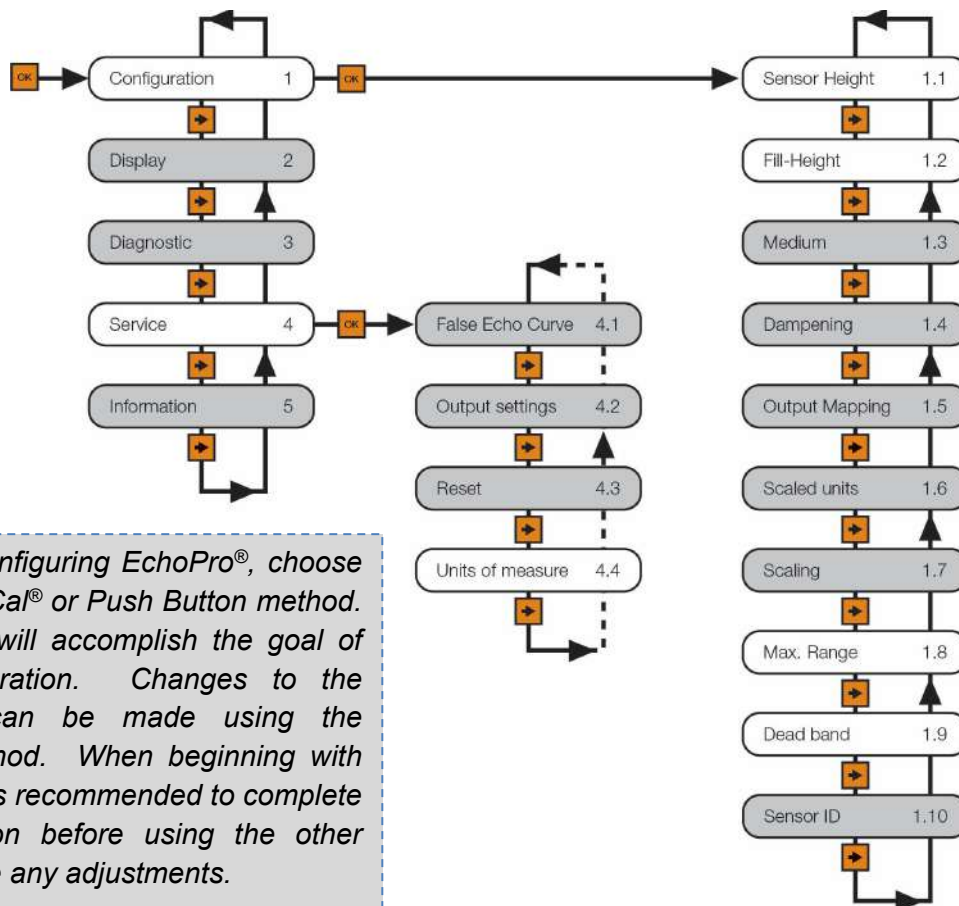 OK
Configuration 1
OK
Display 2
Diagnostic 3
Service 4
OK
Information 5
False Echo Curve 4.1
Output settings 4.2
Reset 4.3
Units of measure 4.4
Sensor Height 1.1
Fill-Height 1.2
Medium 1.3
Dampening 1.4
Output Mapping 1.5
Scaled units 1.6
Scaling 1.7
Max. Range 1.8
Dead band 1.9
Sensor ID 1.10
nfiguring EchoPro®, choose
Cal® or Push Button method.
will accomplish the goal of
ration. Changes to the
can be made using the
hod. When beginning with
s recommended to complete
on before using the other
any adjustments.